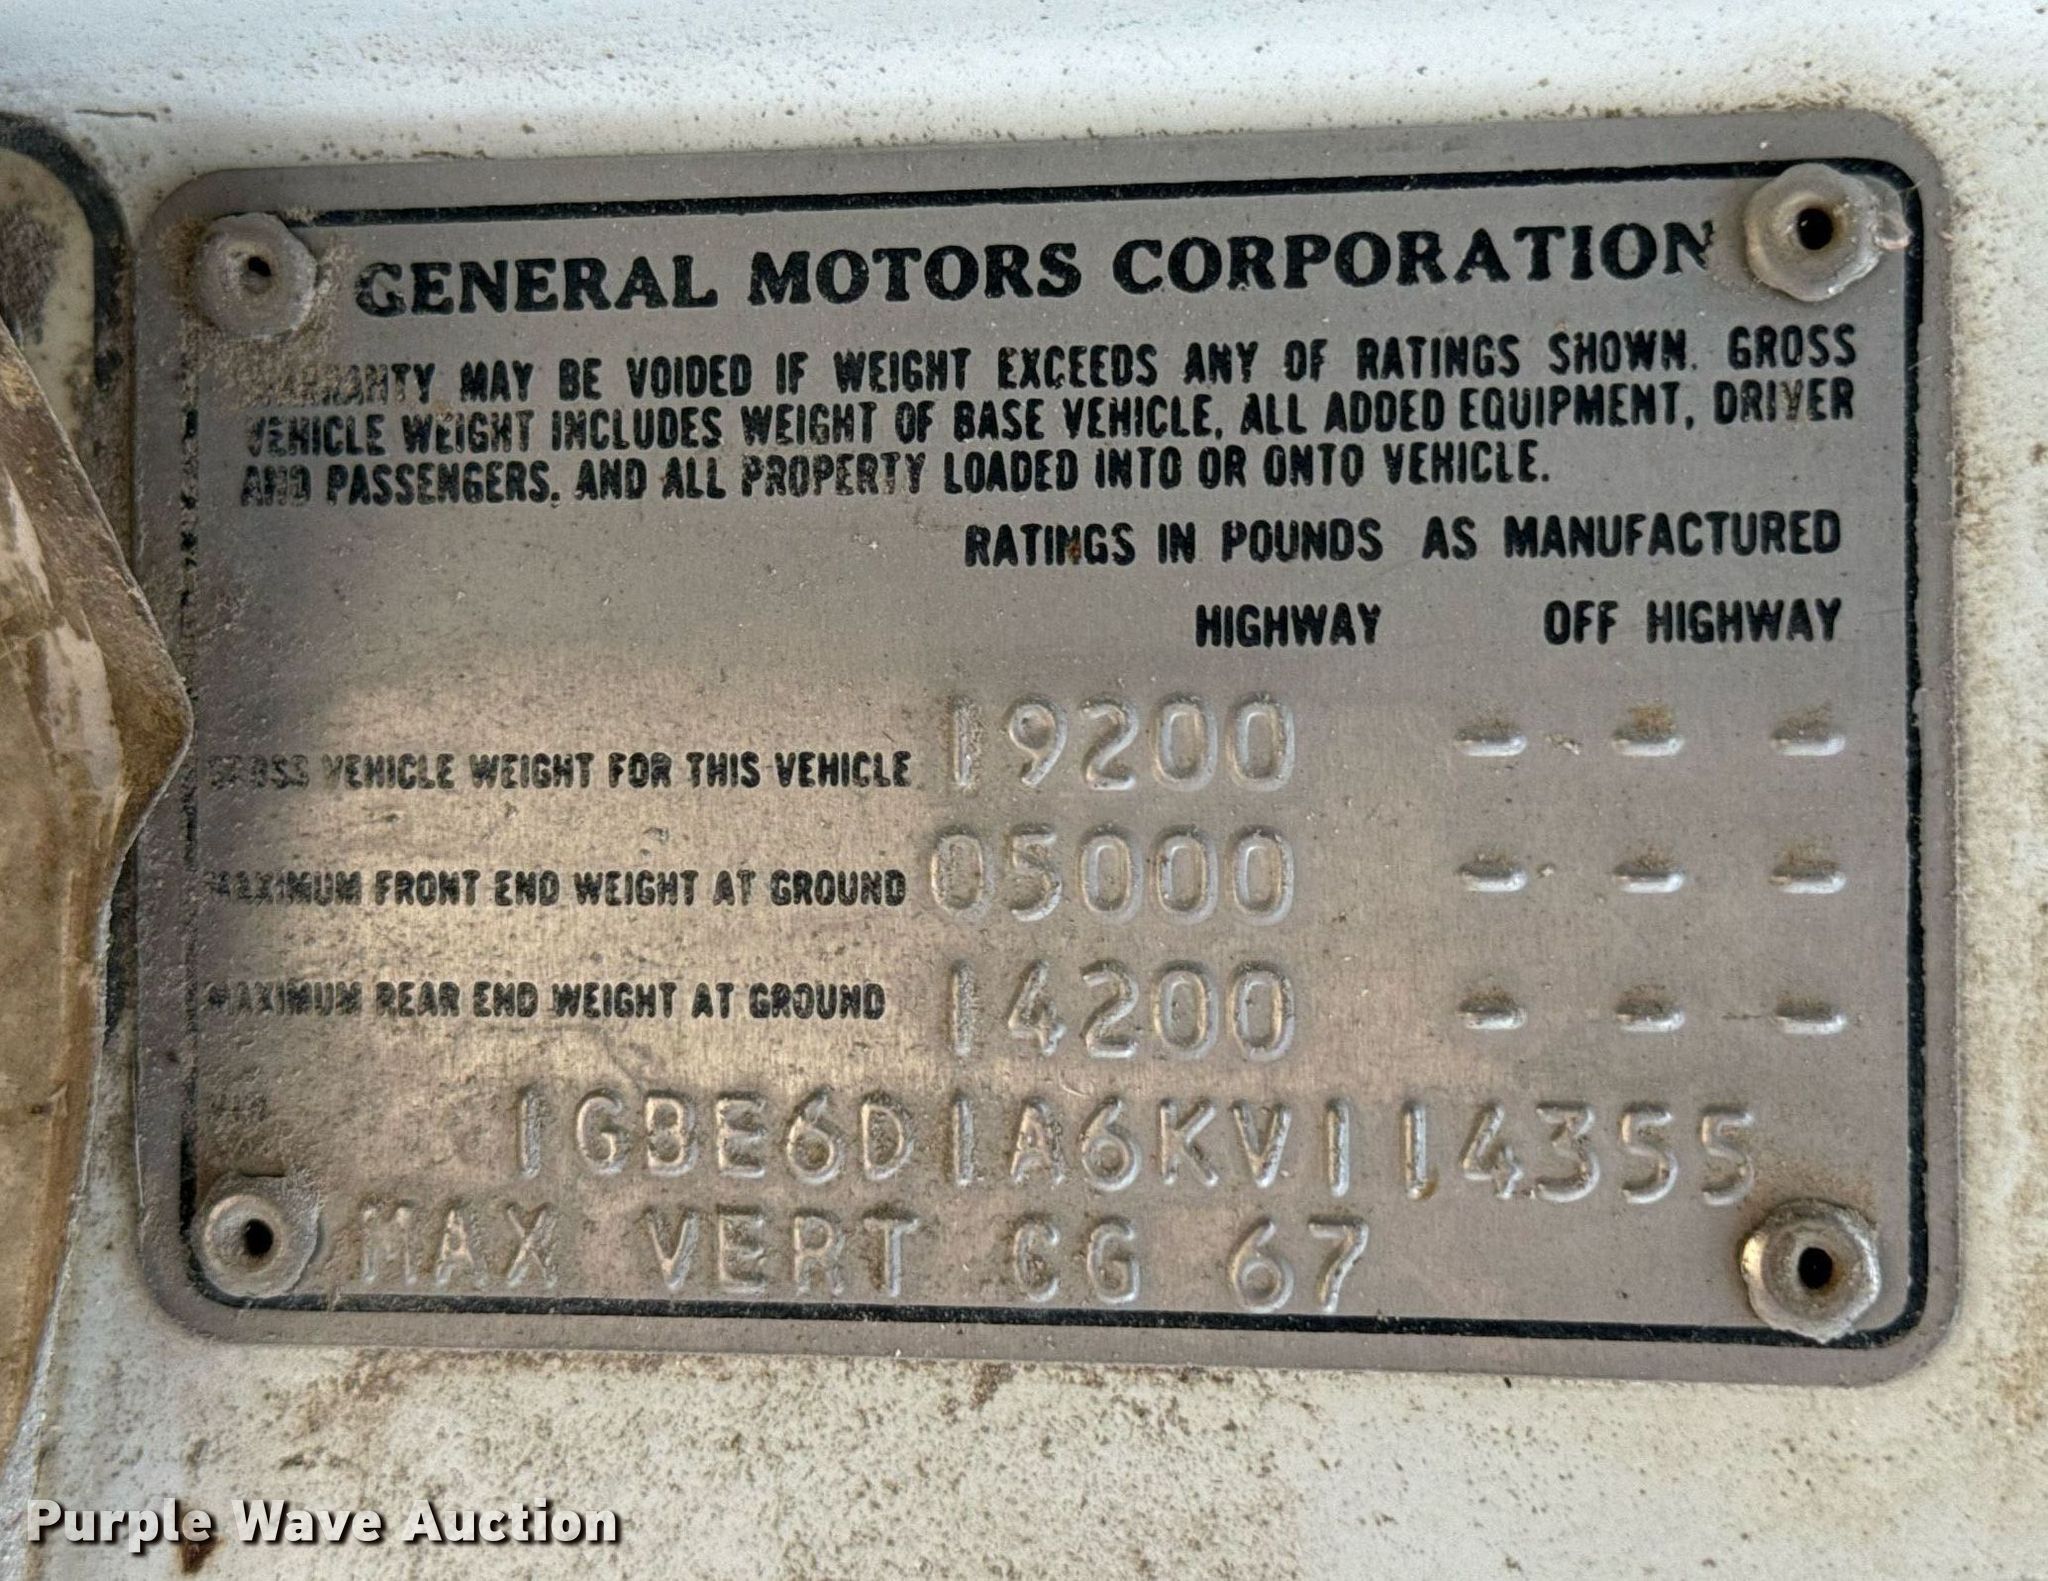 GENERAL MOTORS CORPORATION
WARRANTY MAY BE VOIDED IF WEIGHT EXCEEDS ANY OF RATINGS SHOWN. GROSS
VEHICLE WEIGHT INCLUDES WEIGHT OF BASE VEHICLE, ALL ADDED EQUIPMENT, DRIVER
AND PASSENGERS, AND ALL PROPERTY LOADED INTO OR ONTO VEHICLE.
RATINGS IN POUNDS AS MANUFACTURED
HIGHWAY OFF HIGHWAY
GROSS VEHICLE WEIGHT FOR THIS VEHICLE 19200 - - -
MAXIMUM FRONT END WEIGHT AT GROUND 05000 - - -
MAXIMUM REAR END WEIGHT AT GROUND 14200 - - -
VIN 1GBE6D1A6KV114355
MAX VERT CG 67
Purple Wave Auction